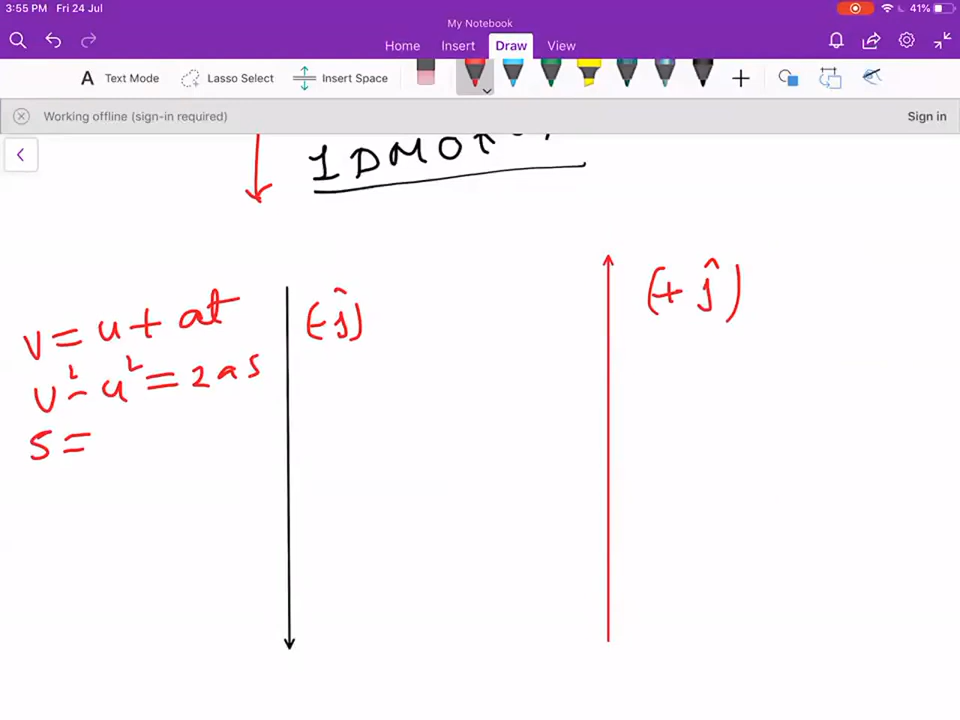 3:55 PM Fri 24 Jul
41%
My Notebook
Home Insert Draw View
A Text Mode Lasso Select Insert Space
Working offline (sign-in required) Sign in
v = u + at
(-ĵ)
(+ ĵ)
v² - u² = 2as
s =